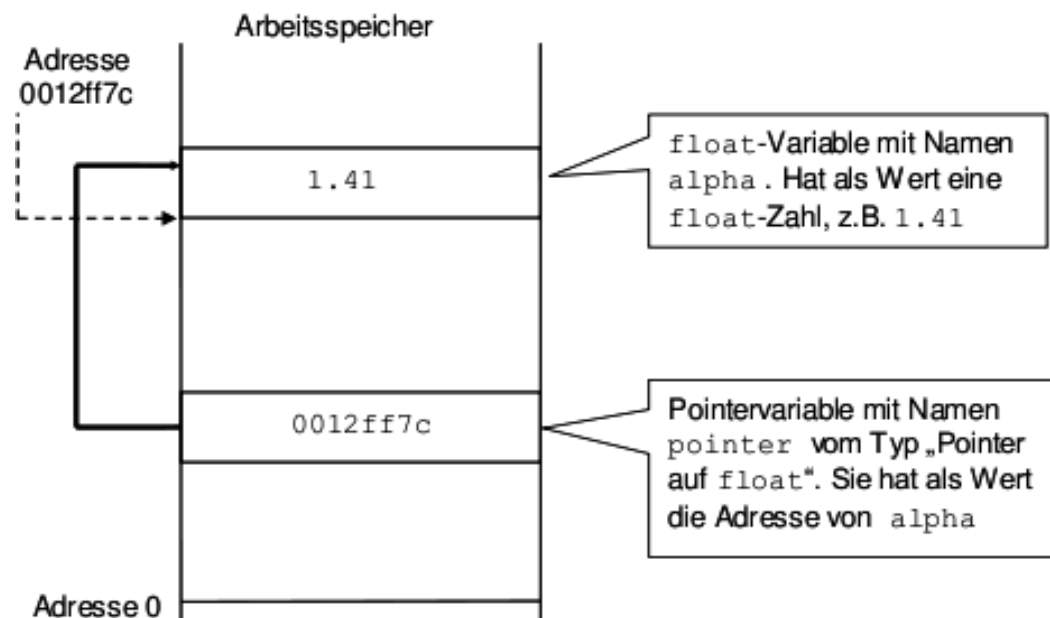 Arbeitsspeicher
Adresse
0012ff7c
1.41
float-Variable mit Namen
alpha. Hat als Wert eine
float-Zahl, z.B. 1.41
0012ff7c
Pointervariable mit Namen
pointer vom Typ „Pointer
auf float“. Sie hat als Wert
die Adresse von alpha
Adresse 0